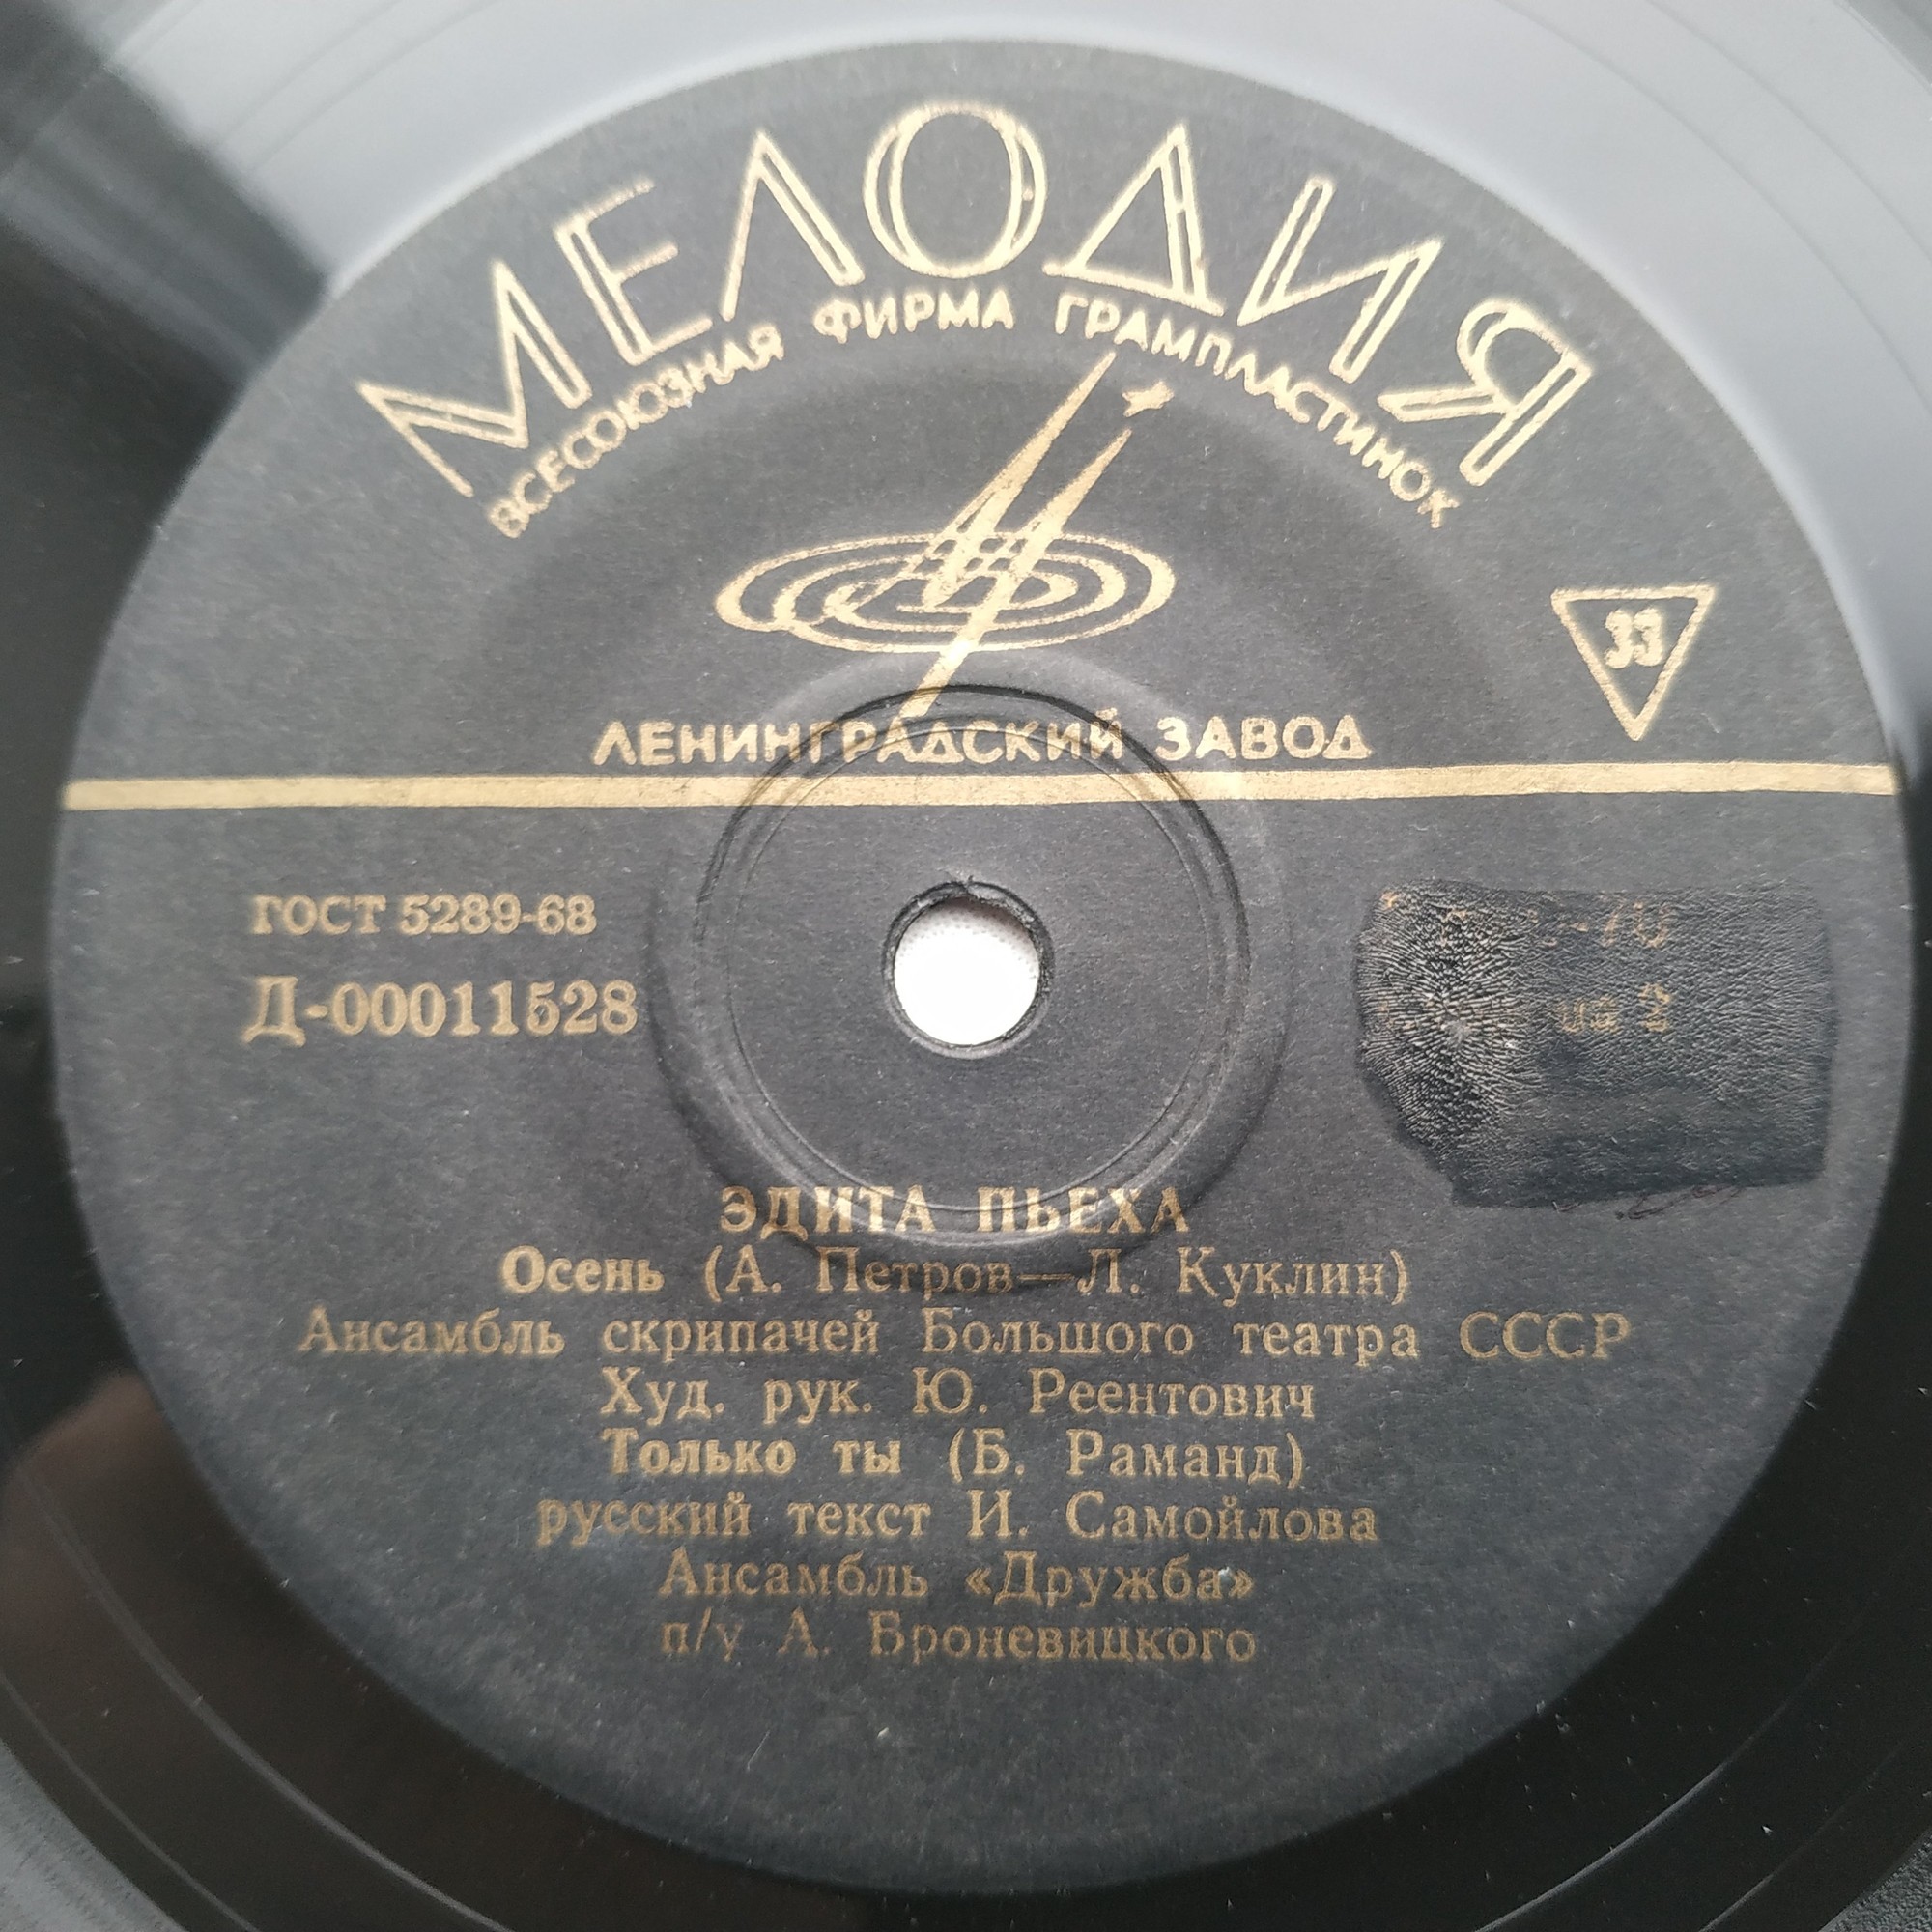 МЕЛОДИЯ
ВСЕСОЮЗНАЯ ФИРМА ГРАМПЛАСТИНОК
33
ЛЕНИНГРАДСКИЙ ЗАВОД
ГОСТ 5289-68
Д-00011528
ЭДИТА ПЬЕХА
Осень (А. Петров—Л. Куклин)
Ансамбль скрипачей Большого театра СССР
Худ. рук. Ю. Реентович
Только ты (Б. Раманд)
русский текст И. Самойлова
Ансамбль «Дружба»
п/у А. Броневицкого